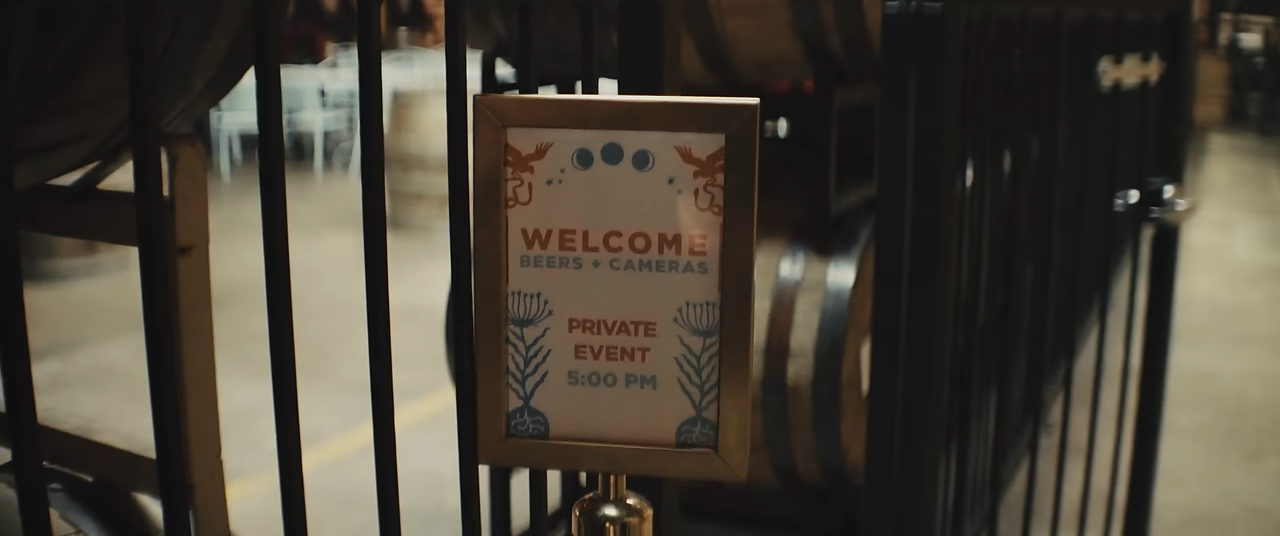 WELCOME
BEERS + CAMERAS
PRIVATE
EVENT
5:00 PM